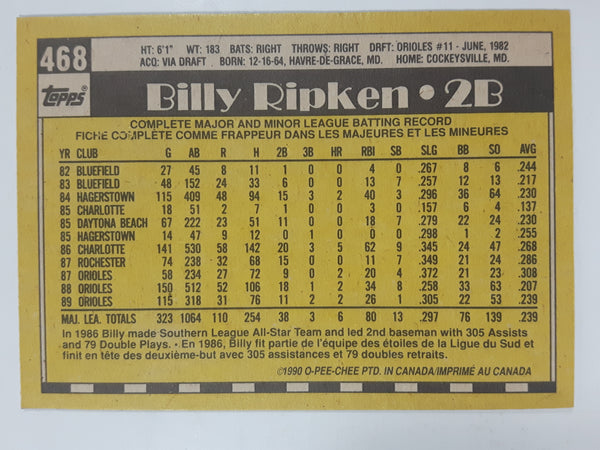 468
HT: 6'1" WT: 183 BATS: RIGHT THROWS: RIGHT DRFT: ORIOLES #11 - JUNE, 1982
ACQ: VIA DRAFT BORN: 12-16-64, HAVRE-DE-GRACE, MD. HOME: COCKEYSVILLE, MD.
Topps®
Billy Ripken • 2B
COMPLETE MAJOR AND MINOR LEAGUE BATTING RECORD
FICHE COMPLÈTE COMME FRAPPEUR DANS LES MAJEURES ET LES MINEURES
YR CLUB G AB R H 2B 3B HR RBI SB SLG BB SO AVG
82 BLUEFIELD 27 45 8 11 1 0 0 4 0 .267 8 6 .244
83 BLUEFIELD 48 152 24 33 6 0 0 13 7 .257 12 13 .217
84 HAGERSTOWN 115 409 48 94 15 3 2 40 3 .296 36 64 .230
85 CHARLOTTE 18 51 2 7 1 0 0 3 0 .157 6 4 .137
85 DAYTONA BEACH 67 222 23 51 11 0 0 18 7 .279 22 24 .230
85 HAGERSTOWN 14 47 9 12 0 1 0 0 0 .298 1 2 .255
86 CHARLOTTE 141 530 58 142 20 3 5 62 9 .345 24 47 .268
87 ROCHESTER 74 238 32 68 15 0 0 11 7 .349 21 24 .286
87 ORIOLES 58 234 27 72 9 0 2 20 4 .372 21 23 .308
88 ORIOLES 150 512 52 106 18 1 2 34 8 .258 33 63 .207
89 ORIOLES 115 318 31 76 11 2 2 26 1 .305 22 53 .239
MAJ. LEA. TOTALS 323 1064 110 254 38 3 6 80 13 .297 76 139 .239
In 1986 Billy made Southern League All-Star Team and led 2nd baseman with 305 Assists
and 79 Double Plays. • En 1986, Billy fit partie de l'équipe des étoiles de la Ligue du Sud et
finit en tête des deuxième-but avec 305 assistances et 79 doubles retraits.
©1990 O-PEE-CHEE PTD. IN CANADA/IMPRIMÉ AU CANADA